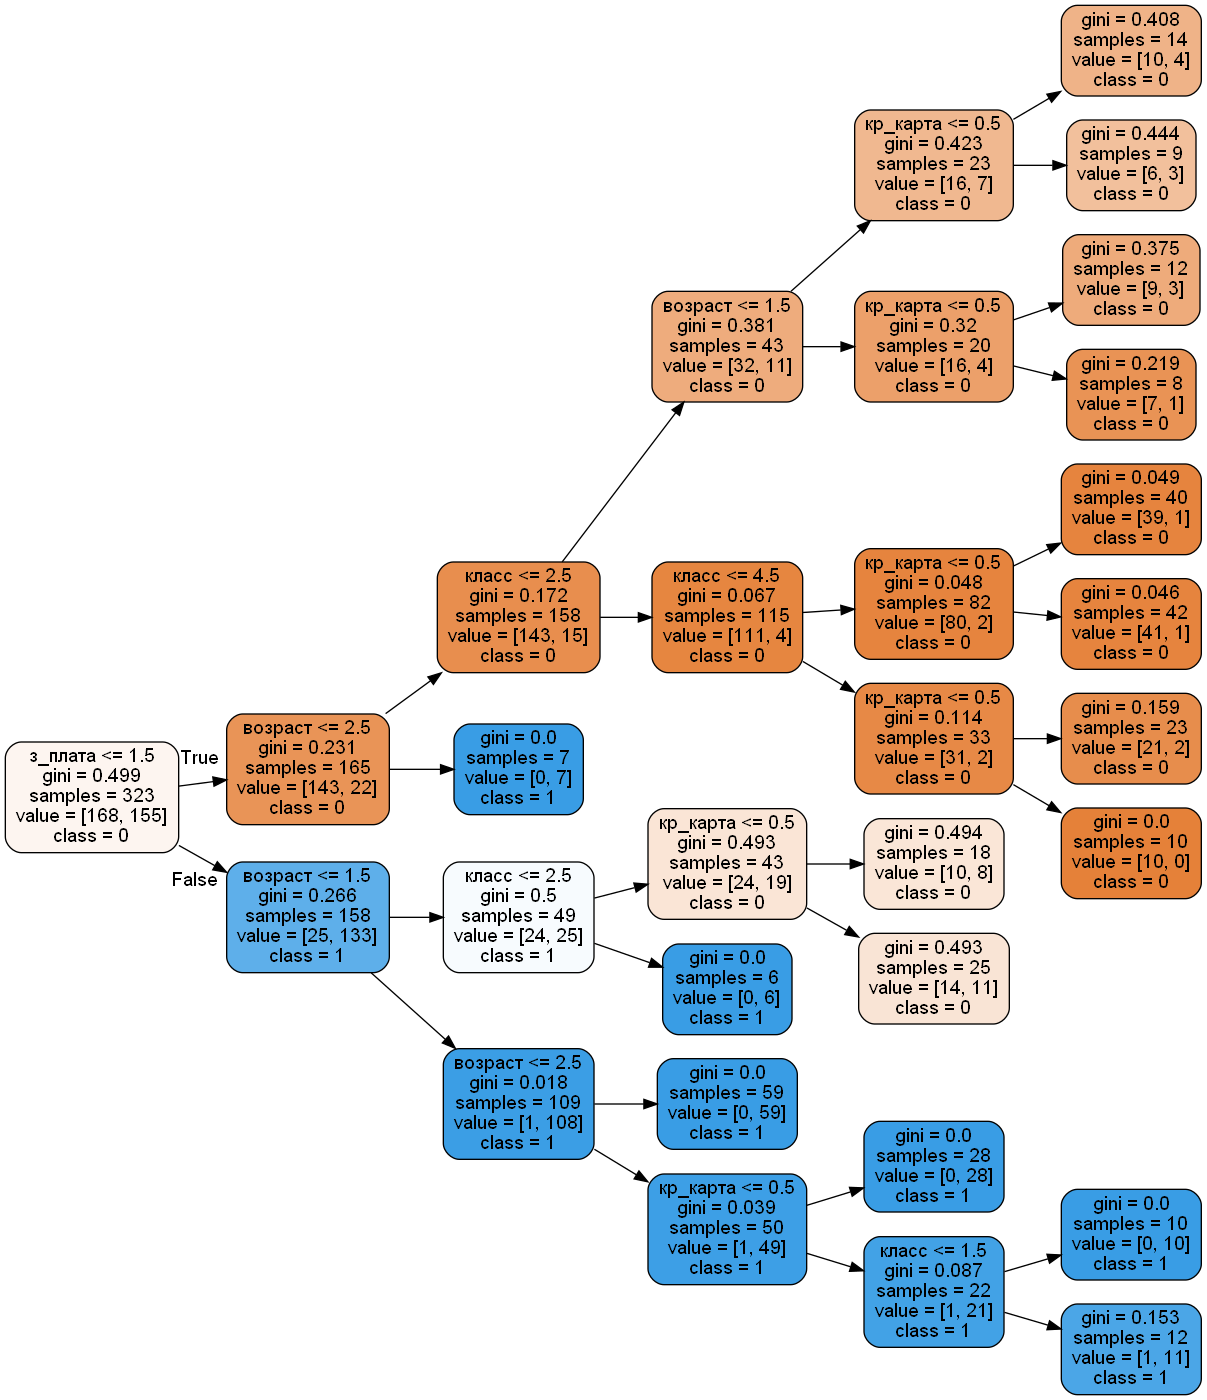 з_плата <= 1.5
gini = 0.499
samples = 323
value = [168, 155]
class = 0
True
False
возраст <= 2.5
gini = 0.231
samples = 165
value = [143, 22]
class = 0
возраст <= 1.5
gini = 0.266
samples = 158
value = [25, 133]
class = 1
класс <= 2.5
gini = 0.172
samples = 158
value = [143, 15]
class = 0
gini = 0.0
samples = 7
value = [0, 7]
class = 1
класс <= 2.5
gini = 0.5
samples = 49
value = [24, 25]
class = 1
возраст <= 2.5
gini = 0.018
samples = 109
value = [1, 108]
class = 1
возраст <= 1.5
gini = 0.381
samples = 43
value = [32, 11]
class = 0
класс <= 4.5
gini = 0.067
samples = 115
value = [111, 4]
class = 0
кр_карта <= 0.5
gini = 0.493
samples = 43
value = [24, 19]
class = 0
gini = 0.0
samples = 6
value = [0, 6]
class = 1
gini = 0.0
samples = 59
value = [0, 59]
class = 1
кр_карта <= 0.5
gini = 0.039
samples = 50
value = [1, 49]
class = 1
кр_карта <= 0.5
gini = 0.423
samples = 23
value = [16, 7]
class = 0
кр_карта <= 0.5
gini = 0.32
samples = 20
value = [16, 4]
class = 0
кр_карта <= 0.5
gini = 0.048
samples = 82
value = [80, 2]
class = 0
кр_карта <= 0.5
gini = 0.114
samples = 33
value = [31, 2]
class = 0
gini = 0.494
samples = 18
value = [10, 8]
class = 0
gini = 0.493
samples = 25
value = [14, 11]
class = 0
gini = 0.0
samples = 28
value = [0, 28]
class = 1
класс <= 1.5
gini = 0.087
samples = 22
value = [1, 21]
class = 1
gini = 0.408
samples = 14
value = [10, 4]
class = 0
gini = 0.444
samples = 9
value = [6, 3]
class = 0
gini = 0.375
samples = 12
value = [9, 3]
class = 0
gini = 0.219
samples = 8
value = [7, 1]
class = 0
gini = 0.049
samples = 40
value = [39, 1]
class = 0
gini = 0.046
samples = 42
value = [41, 1]
class = 0
gini = 0.159
samples = 23
value = [21, 2]
class = 0
gini = 0.0
samples = 10
value = [10, 0]
class = 0
gini = 0.0
samples = 10
value = [0, 10]
class = 1
gini = 0.153
samples = 12
value = [1, 11]
class = 1